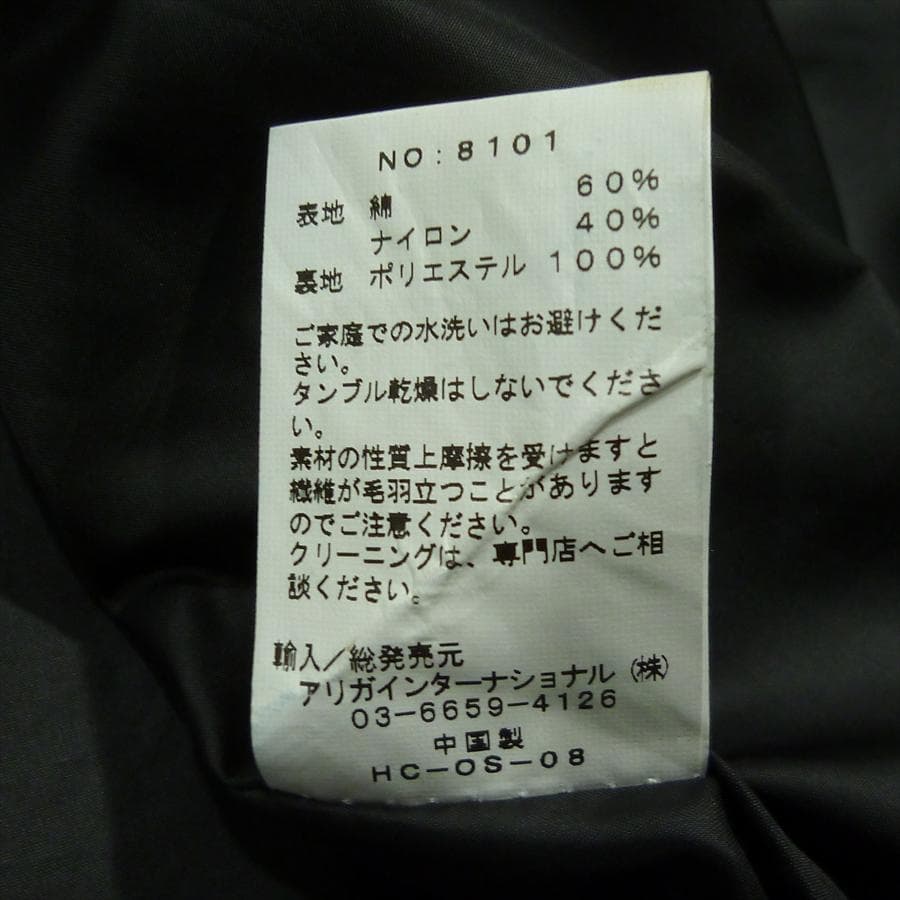 NO:8101
表地 綿 60%
ナイロン 40%
裏地 ポリエステル 100%
ご家庭での水洗いはお避けくだ
さい。
タンブル乾燥はしないでくださ
い。
素材の性質上摩擦を受けますと
繊維が毛羽立つことがあります
のでご注意ください。
クリーニングは、専門店へご相
談ください。
輸入/総発売元
アリガインターナショナル(株)
03-6659-4126
中国製
HC-OS-08